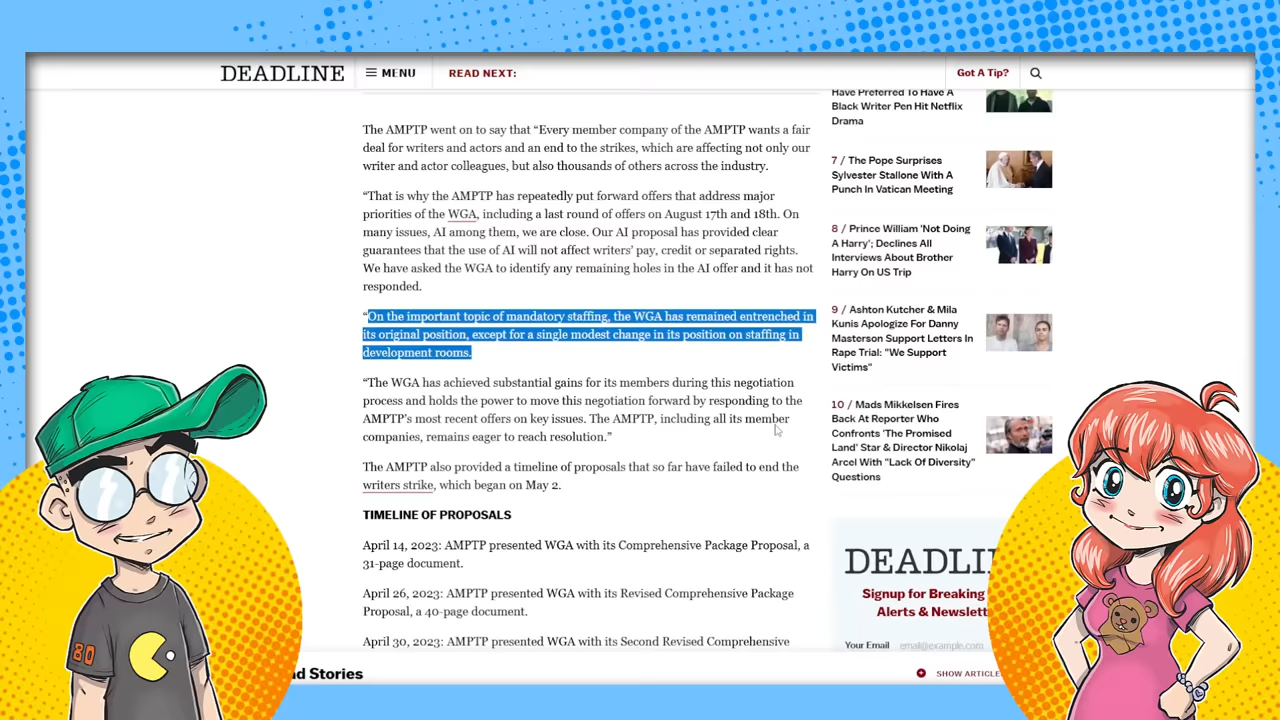 DEADLINE
MENU
READ NEXT:
Got A Tip?
The AMPTP went on to say that “Every member company of the AMPTP wants a fair
deal for writers and actors and an end to the strikes, which are affecting not only our
writer and actor colleagues, but also thousands of others across the industry.
“That is why the AMPTP has repeatedly put forward offers that address major
priorities of the WGA, including a last round of offers on August 17th and 18th. On
many issues, AI among them, we are close. Our AI proposal has provided clear
guarantees that the use of AI will not affect writers’ pay, credit or separated rights.
We have asked the WGA to identify any remaining holes in the AI offer and it has not
responded.
“On the important topic of mandatory staffing, the WGA has remained entrenched in
its original position, except for a single modest change in its position on staffing in
development rooms.
“The WGA has achieved substantial gains for its members during this negotiation
process and holds the power to move this negotiation forward by responding to the
AMPTP’s most recent offers on key issues. The AMPTP, including all its member
companies, remains eager to reach resolution.”
The AMPTP also provided a timeline of proposals that so far have failed to end the
writers strike, which began on May 2.
TIMELINE OF PROPOSALS
April 14, 2023: AMPTP presented WGA with its Comprehensive Package Proposal, a
31-page document.
April 26, 2023: AMPTP presented WGA with its Revised Comprehensive Package
Proposal, a 40-page document.
April 30, 2023: AMPTP presented WGA with its Second Revised Comprehensive
Have Preferred To Have A
Black Writer Pen Hit Netflix
Drama
7 / The Pope Surprises
Sylvester Stallone With A
Punch In Vatican Meeting
8 / Prince William 'Not Doing
A Harry'; Declines All
Interviews About Brother
Harry On US Trip
9 / Ashton Kutcher & Mila
Kunis Apologize For Danny
Masterson Support Letters In
Rape Trial: "We Support
Victims"
10 / Mads Mikkelsen Fires
Back At Reporter Who
Confronts 'The Promised
Land' Star & Director Nikolaj
Arcel With "Lack Of Diversity"
Questions
DEADLI
Signup for Breaking
Alerts & Newslett
Your Email email@example.com
d Stories
SHOW ARTICLE
80